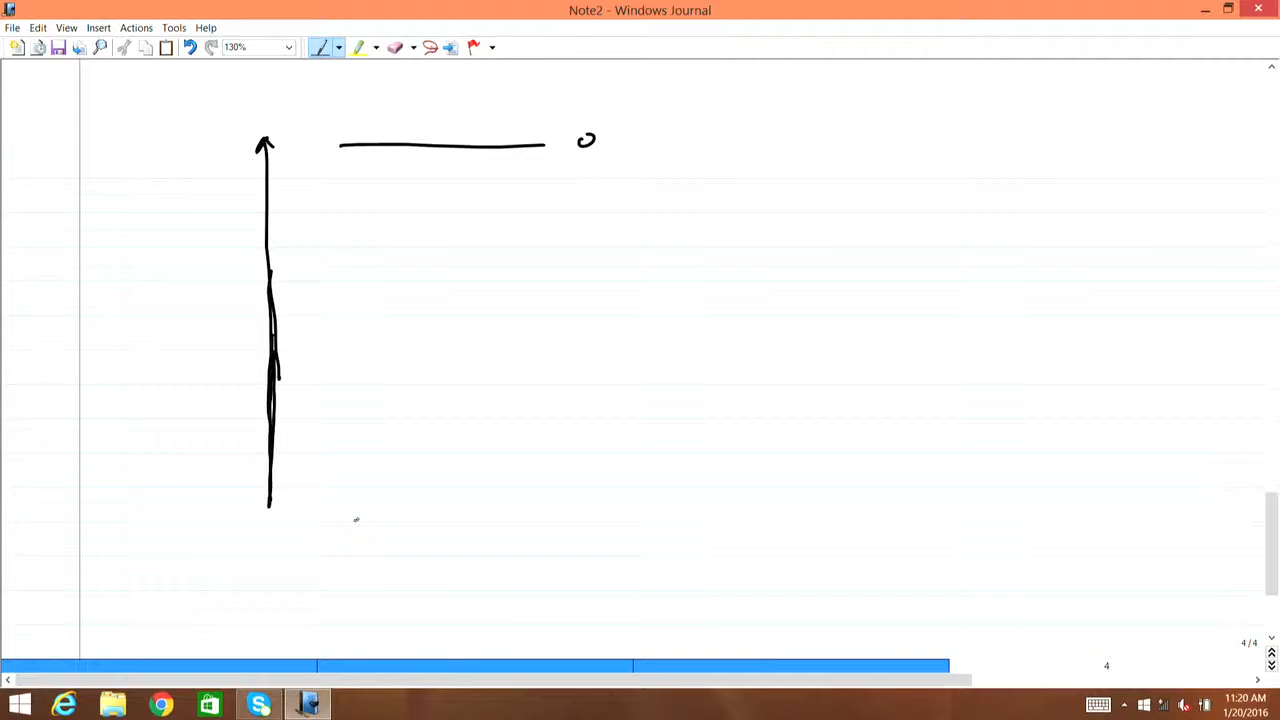 Note2 - Windows Journal
File Edit View Insert Actions Tools Help
130%
0
4 / 4
4
11:20 AM
1/20/2016